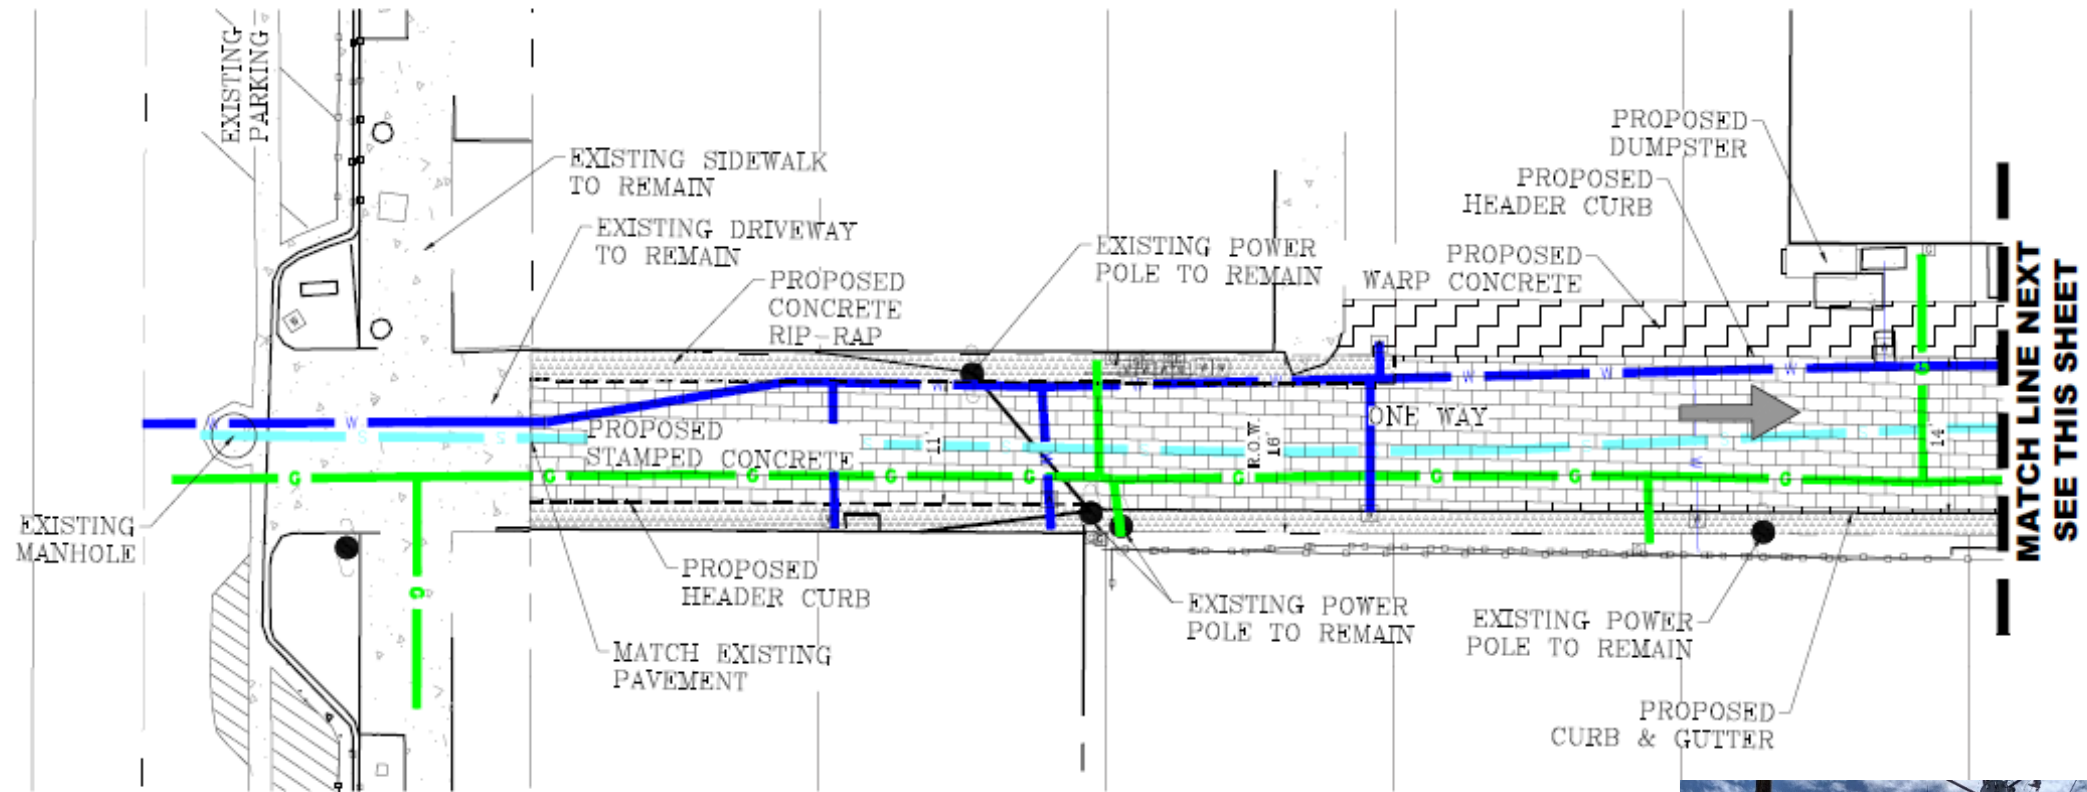 EXISTING
PARKING
EXISTING SIDEWALK
TO REMAIN
EXISTING DRIVEWAY
TO REMAIN
PROPOSED
CONCRETE
RIP-RAP
EXISTING POWER
POLE TO REMAIN
PROPOSED
DUMPSTER
PROPOSED
HEADER CURB
PROPOSED
WARP CONCRETE
MATCH LINE NEXT
SEE THIS SHEET
W
W
W
W
W
W
W
W
ONE WAY
PROPOSED
STAMPED CONCRETE
S
S
11'
R.O.W.
16'
14'
G
G
G
G
G
G
G
G
G
G
EXISTING
MANHOLE
PROPOSED
HEADER CURB
MATCH EXISTING
PAVEMENT
EXISTING POWER
POLE TO REMAIN
EXISTING POWER
POLE TO REMAIN
PROPOSED
CURB & GUTTER